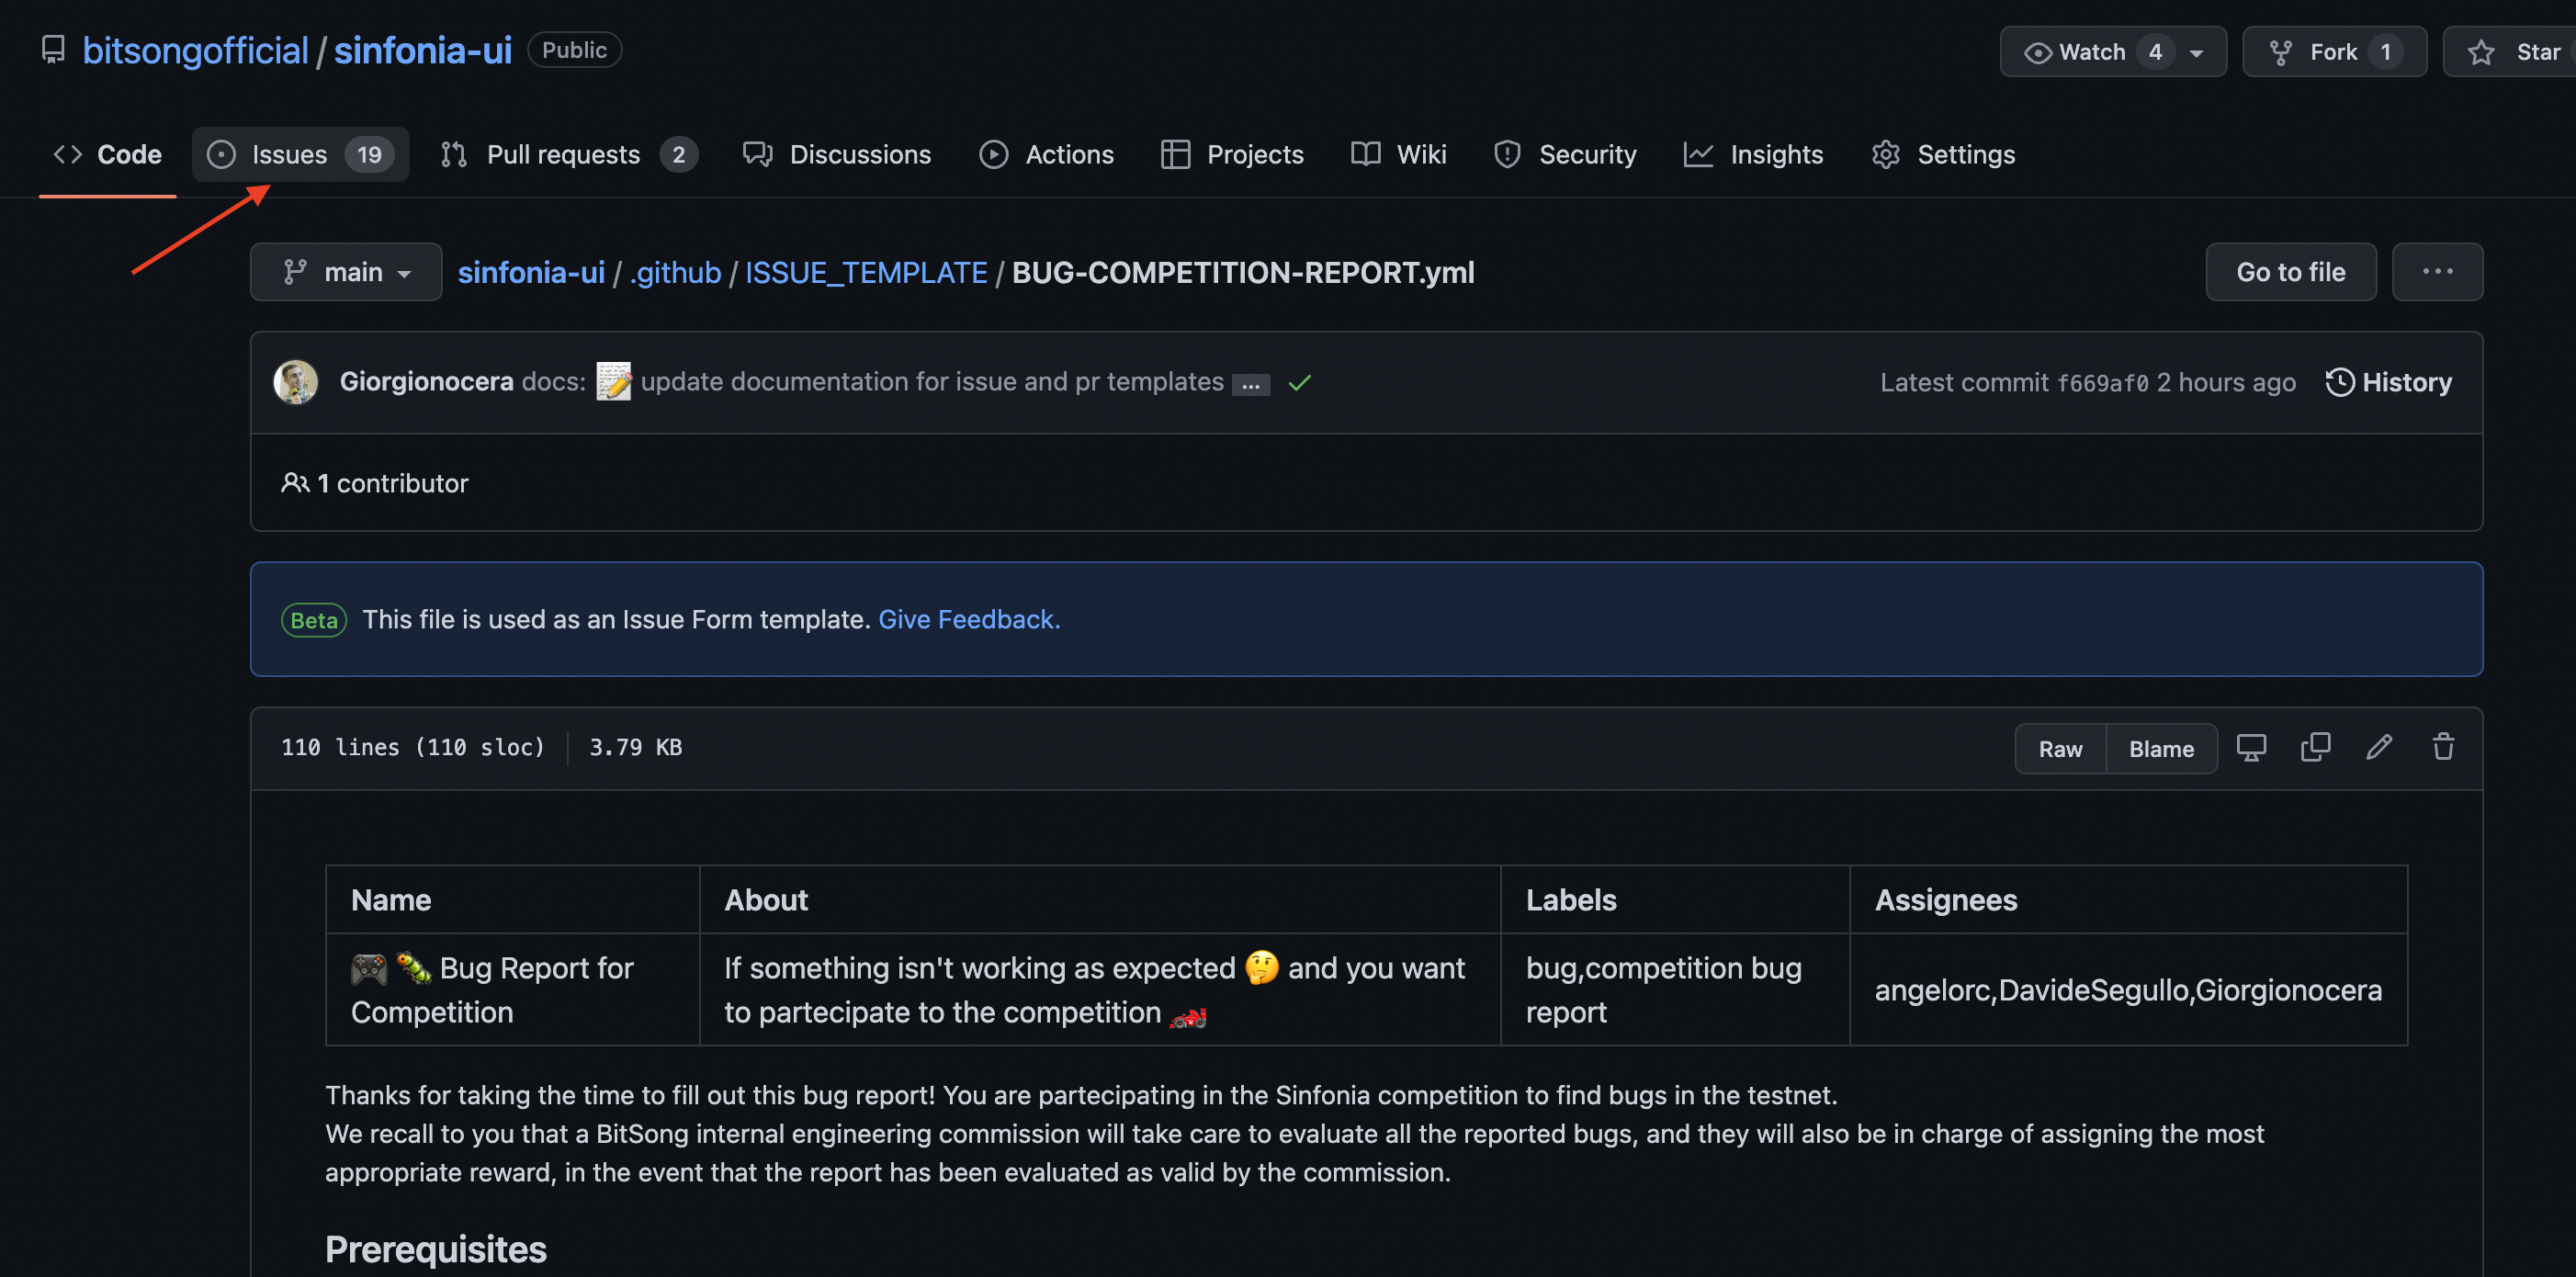 bitsongofficial / sinfonia-ui Public Watch 4 Fork 1 Star
Code Issues 19 Pull requests 2 Discussions Actions Projects Wiki Security Insights Settings
main sinfonia-ui / .github / ISSUE_TEMPLATE / BUG-COMPETITION-REPORT.yml Go to file ...
Giorgionocera docs: 📝 update documentation for issue and pr templates ... Latest commit f669af0 2 hours ago History
1 contributor
Beta This file is used as an Issue Form template. Give Feedback.
110 lines (110 sloc) 3.79 KB Raw Blame
Name About Labels Assignees
🎮 🐛 Bug Report for If something isn't working as expected 🤔 and you want bug,competition bug
Competition to partecipate to the competition 🏎️ report angelorc,DavideSegullo,Giorgionocera
Thanks for taking the time to fill out this bug report! You are partecipating in the Sinfonia competition to find bugs in the testnet.
We recall to you that a BitSong internal engineering commission will take care to evaluate all the reported bugs, and they will also be in charge of assigning the most
appropriate reward, in the event that the report has been evaluated as valid by the commission.
Prerequisites